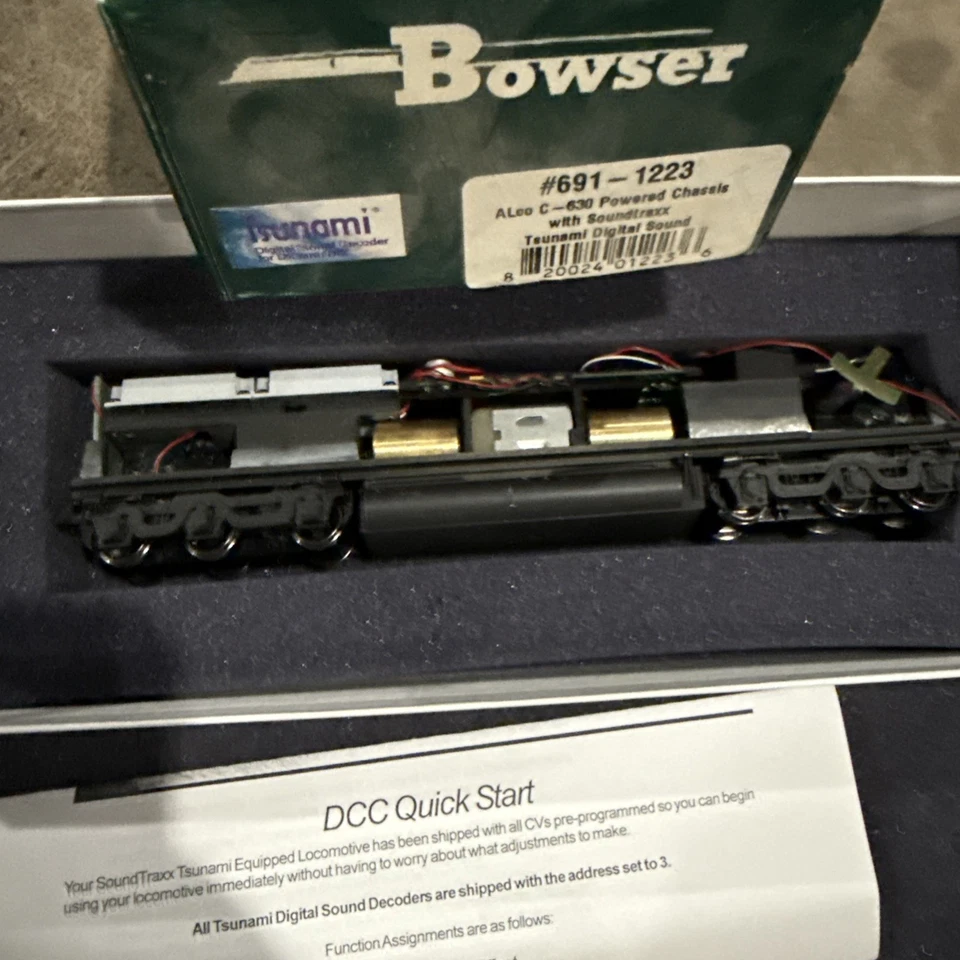 Bowser
#691-1223
ALco C-630 Powered Chassis
with Soundtraxx
Tsunami Digital Sound
8 20024 01223 6
Tsunami
Digital Sound Decoder
DCC Quick Start
Your SoundTraxx Tsunami Equipped Locomotive has been shipped with all CVs pre-programmed so you can begin
using your locomotive immediately without having to worry about what adjustments to make.
All Tsunami Digital Sound Decoders are shipped with the address set to 3.
Function Assignments are as follows: